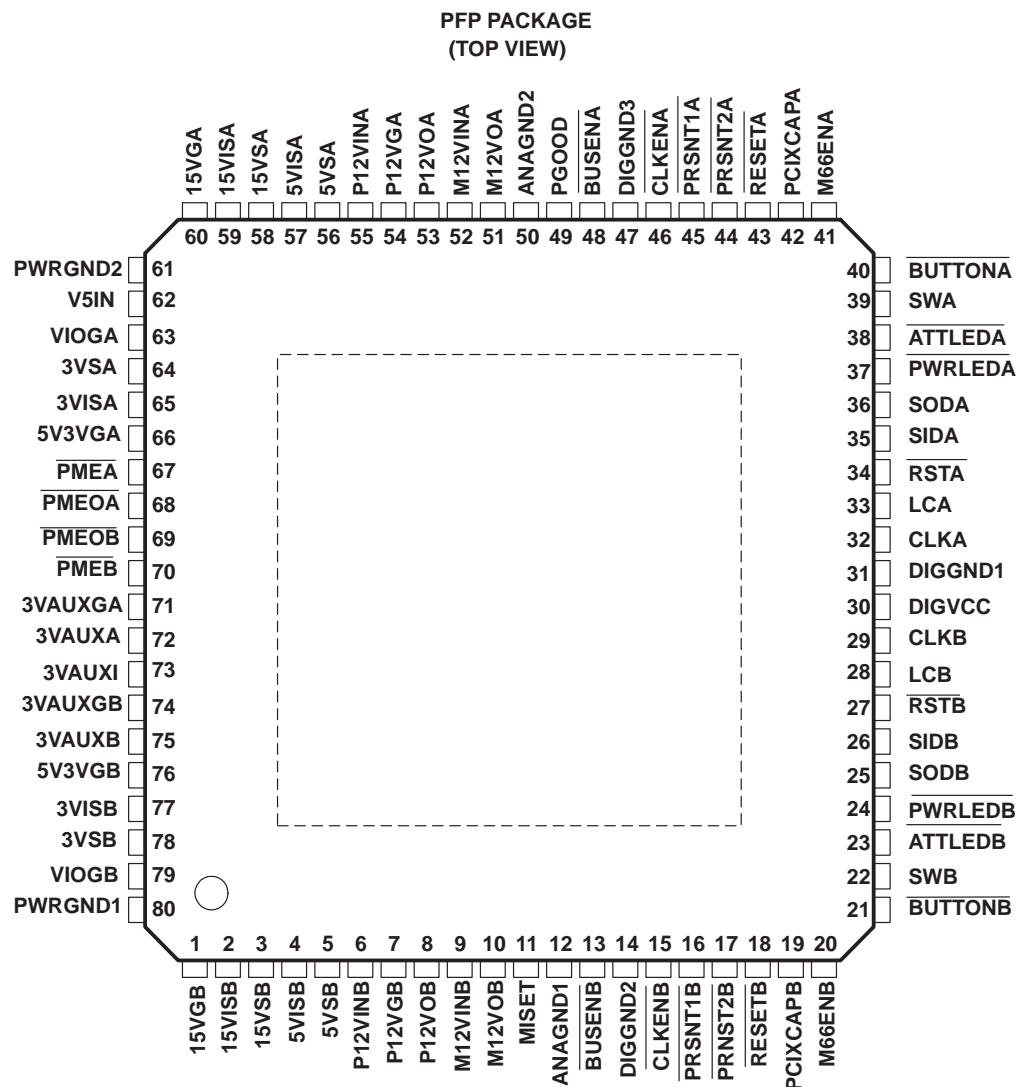 PFP PACKAGE
(TOP VIEW)
15VGA
15VISA
15VSA
5VISA
5VSA
P12VINA
P12VGA
P12VOA
M12VINA
M12VOA
ANAGND2
PGOOD
BUSENA
DIGGND3
CLKENA
PRSNT1A
PRSNT2A
RESETA
PCIXCAPA
M66ENA
60 59 58 57 56 55 54 53 52 51 50 49 48 47 46 45 44 43 42 41
PWRGND2 61
V5IN 62
VIOGA 63
3VSA 64
3VISA 65
5V3VGA 66
PMEA 67
PMEOA 68
PMEOB 69
PMEB 70
3VAUXGA 71
3VAUXA 72
3VAUXI 73
3VAUXGB 74
3VAUXB 75
5V3VGB 76
3VISB 77
3VSB 78
VIOGB 79
PWRGND1 80
40 BUTTONA
39 SWA
38 ATTLEDA
37 PWRLEDA
36 SODA
35 SIDA
34 RSTA
33 LCA
32 CLKA
31 DIGGND1
30 DIGVCC
29 CLKB
28 LCB
27 RSTB
26 SIDB
25 SODB
24 PWRLEDB
23 ATTLEDB
22 SWB
21 BUTTONB
1 2 3 4 5 6 7 8 9 10 11 12 13 14 15 16 17 18 19 20
15VGB
15VISB
15VSB
5VISB
5VSB
P12VINB
P12VGB
P12VOB
M12VINB
M12VOB
MISET
ANAGND1
BUSENB
DIGGND2
CLKENB
PRSNT1B
PRNST2B
RESETB
PCIXCAPB
M66ENB